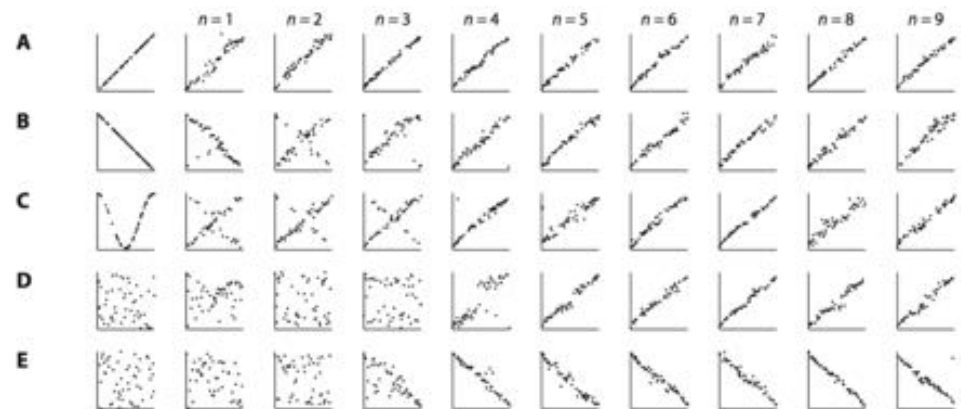 n = 1 n = 2 n = 3 n = 4 n = 5 n = 6 n = 7 n = 8 n = 9
A
B
C
D
E